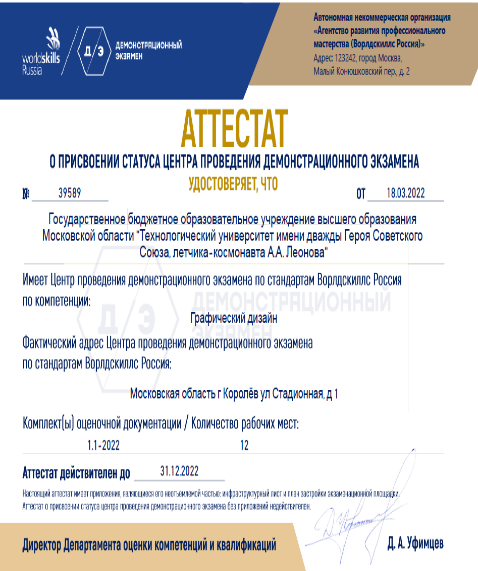 worldskills
Russia
Д/Э
ДЕМОНСТРАЦИОННЫЙ
ЭКЗАМЕН
Автономная некоммерческая организация
«Агентство развития профессионального
мастерства (Ворлдскиллс Россия)»
Адрес: 123242, город Москва,
Малый Конюшковский пер., д. 2
АТТЕСТАТ
О ПРИСВОЕНИИ СТАТУСА ЦЕНТРА ПРОВЕДЕНИЯ ДЕМОНСТРАЦИОННОГО ЭКЗАМЕНА
УДОСТОВЕРЯЕТ, ЧТО
№ 39589 ОТ 18.03.2022
Государственное бюджетное образовательное учреждение высшего образования
Московской области "Технологический университет имени дважды Героя Советского
Союза, летчика-космонавта А.А. Леонова"
Имеет Центр проведения демонстрационного экзамена по стандартам Ворлдскиллс Россия
по компетенции:
Д/Э
ДЕМОНСТРАЦИОННЫЙ
ЭКЗАМЕН
Графический дизайн
Фактический адрес Центра проведения демонстрационного экзамена
по стандартам Ворлдскиллс Россия:
Московская область г Королёв ул Стадионная, д 1
Комплект(ы) оценочной документации / Количество рабочих мест:
1.1-2022 12
Аттестат действителен до 31.12.2022
Настоящий аттестат имеет приложения, являющиеся его неотъемлемой частью: инфраструктурный лист и план застройки экзаменационной площадки.
Аттестат о присвоении статуса центра проведения демонстрационного экзамена без приложений недействителен.
Директор Департамента оценки компетенций и квалификаций
Д. А. Уфимцев